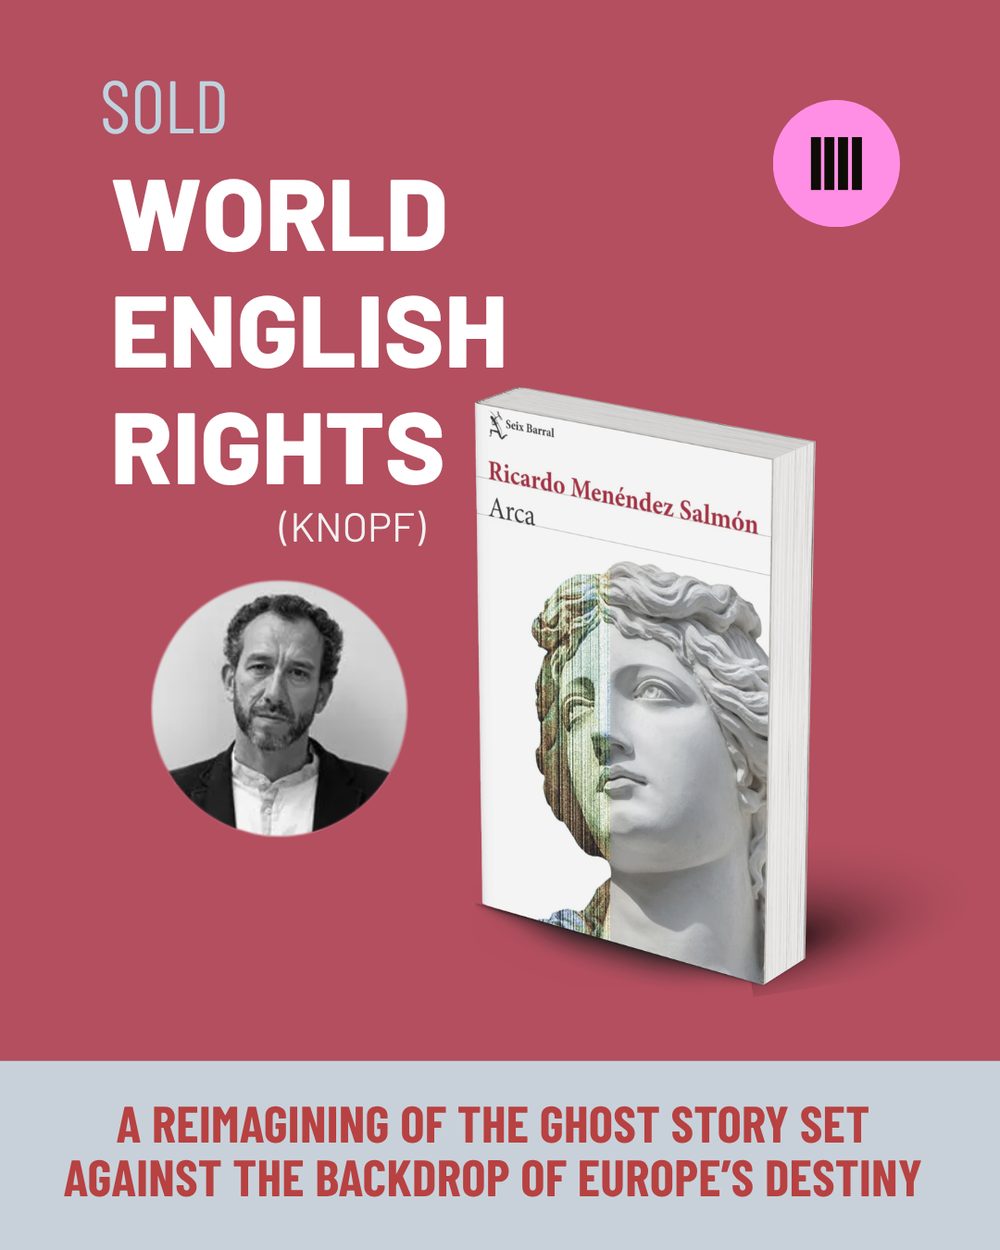 SOLD
WORLD
ENGLISH
RIGHTS
(KNOPF)
Seix Barral
Ricardo Menéndez Salmón
Arca
A REIMAGINING OF THE GHOST STORY SET
AGAINST THE BACKDROP OF EUROPE’S DESTINY